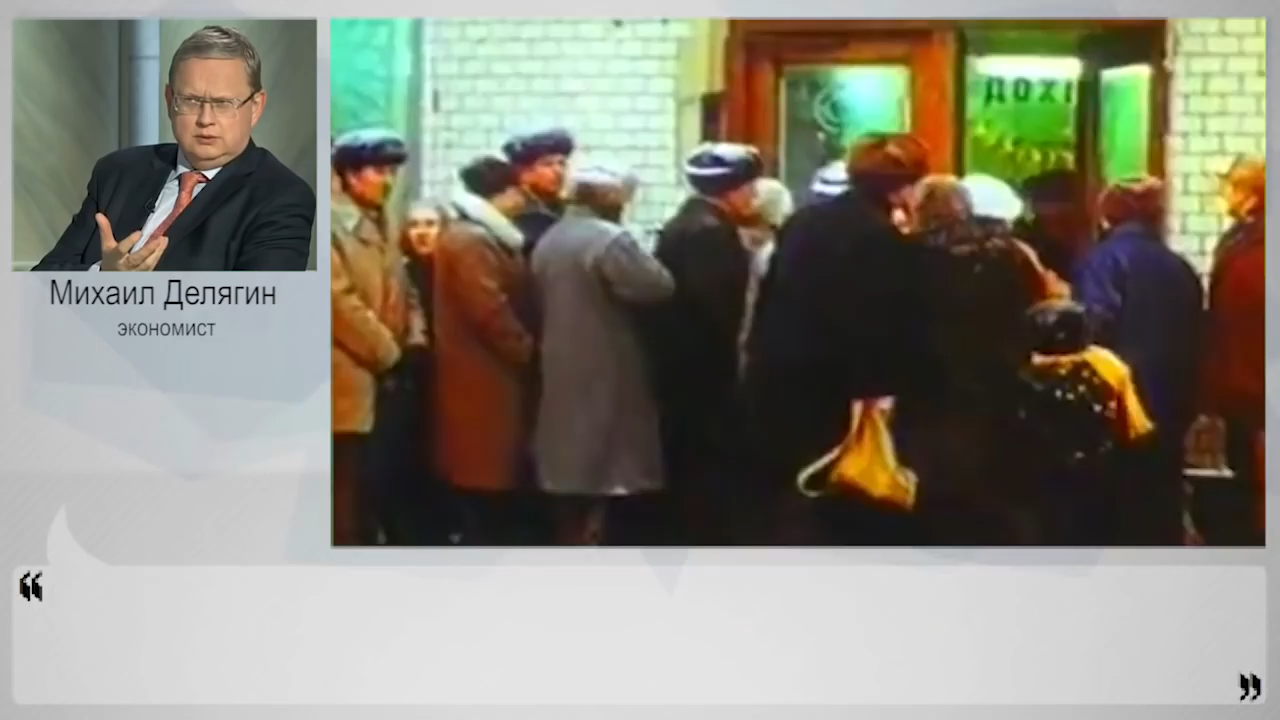 Михаил Делягин
экономист
“
”